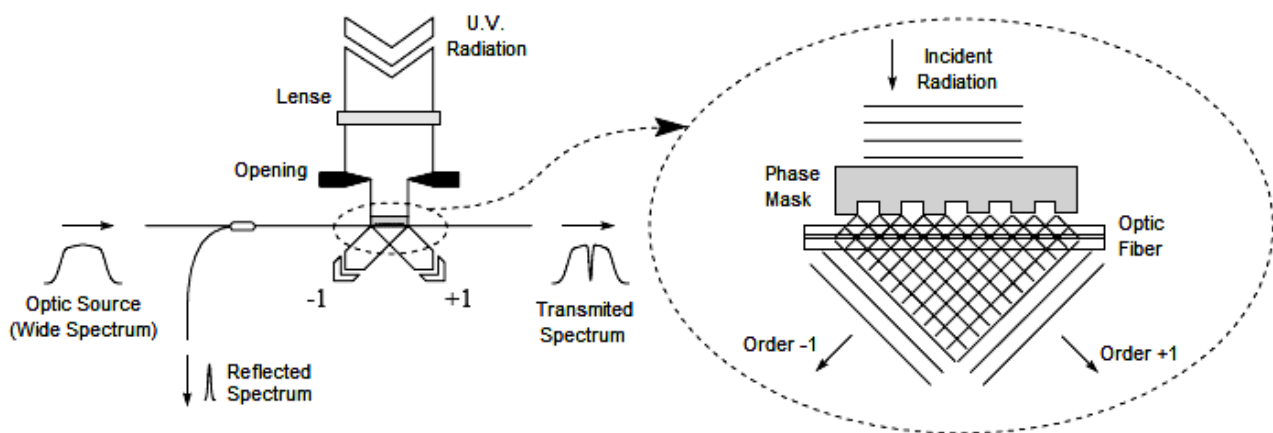 U.V.
Radiation
Lense
Opening
Optic Source
(Wide Spectrum)
-1
+1
Transmited
Spectrum
Reflected
Spectrum
Incident
Radiation
Phase
Mask
Optic
Fiber
Order -1
Order +1